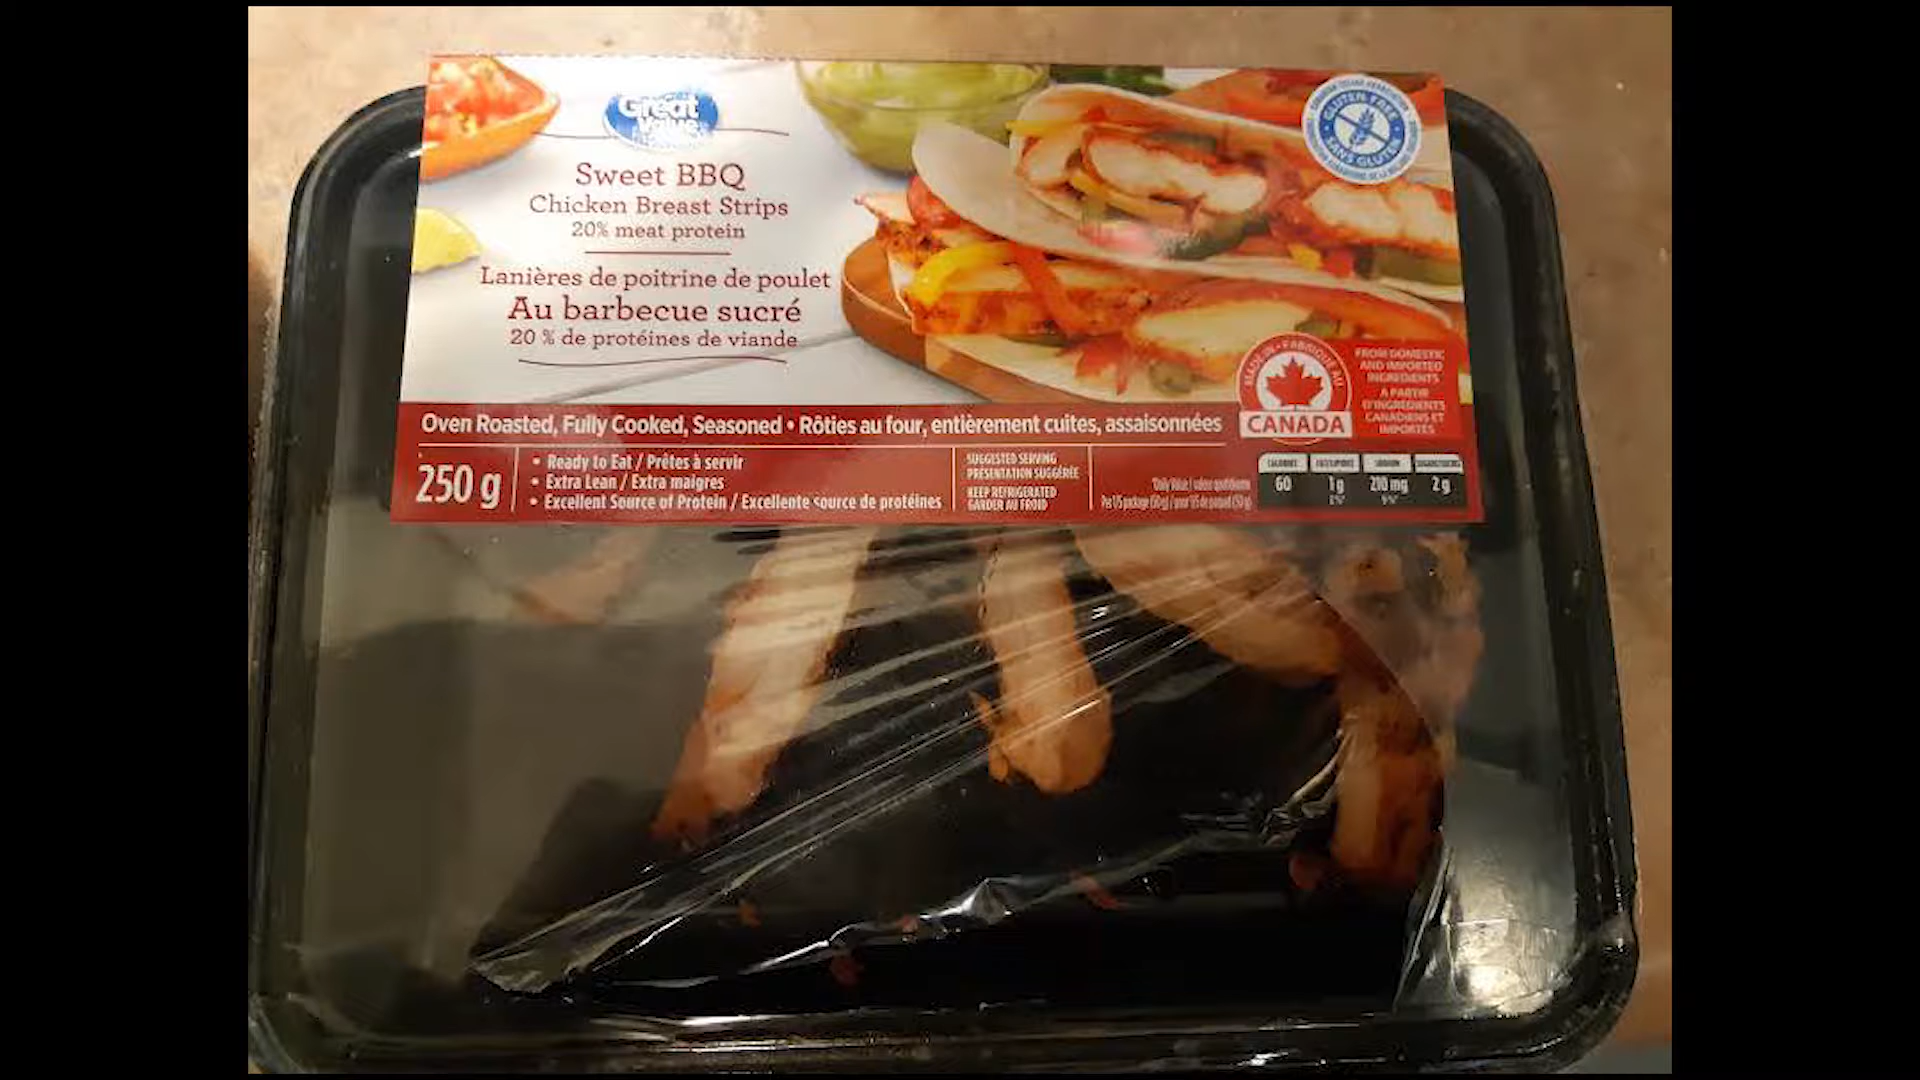 Great
Value
Sweet BBQ
Chicken Breast Strips
20% meat protein
Lanières de poitrine de poulet
Au barbecue sucré
20 % de protéines de viande
GLUTEN FREE
SANS GLUTEN
MADE IN • FABRIQUÉ AU
CANADA
FROM DOMESTIC
AND IMPORTED
INGREDIENTS
À PARTIR
D'INGRÉDIENTS
CANADIENS ET
IMPORTÉS
Oven Roasted, Fully Cooked, Seasoned • Rôties au four, entièrement cuites, assaisonnées
250 g
• Ready to Eat / Prêtes à servir
• Extra Lean / Extra maigres
• Excellent Source of Protein / Excellente source de protéines
SUGGESTED SERVING
PRÉSENTATION SUGGÉRÉE
KEEP REFRIGERATED
GARDER AU FROID
60
1 g
210 mg
2 g